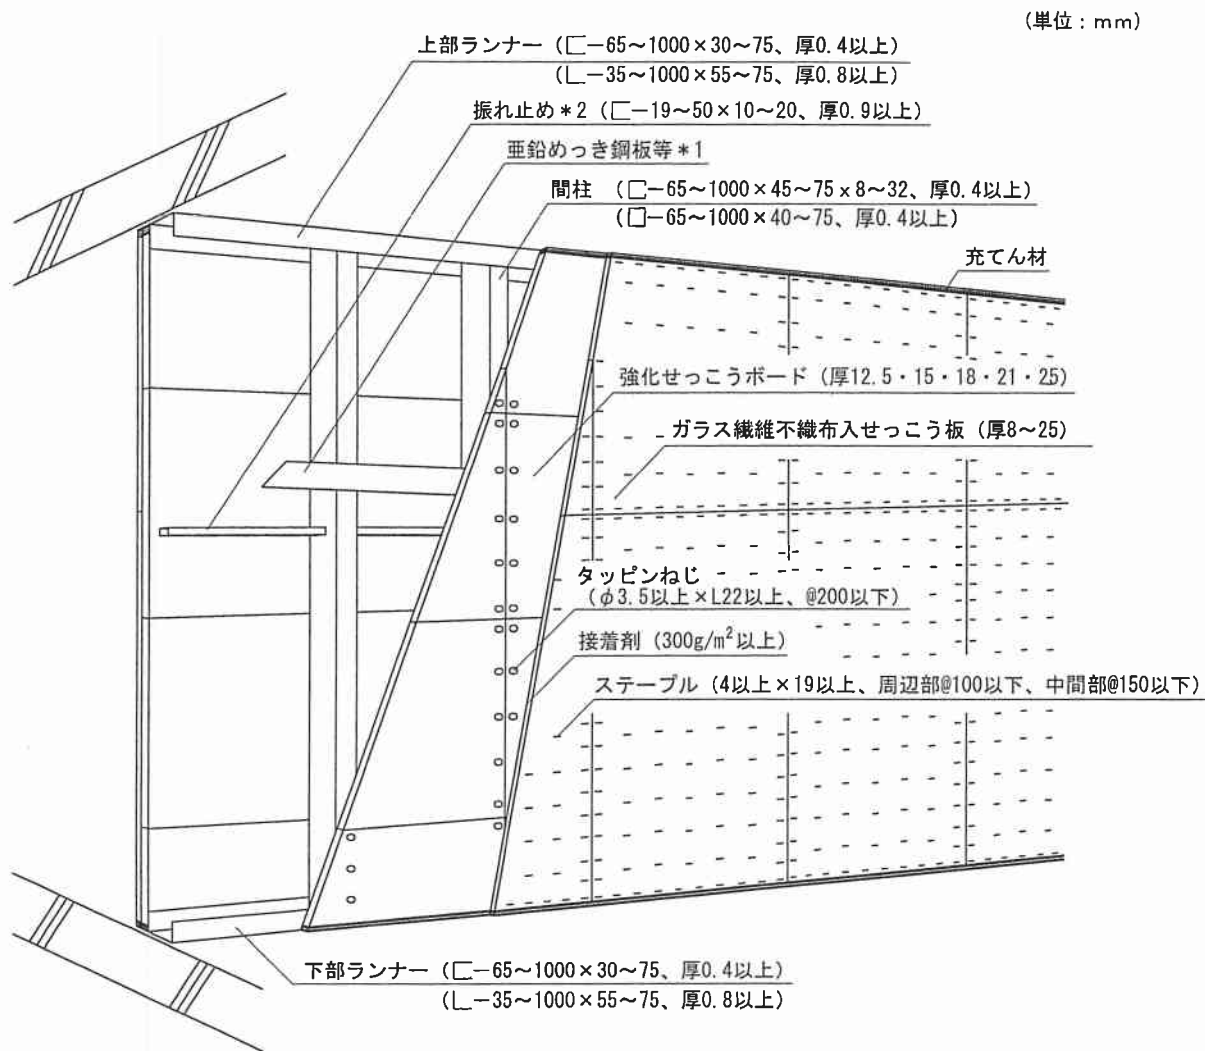 (単位：mm)
上部ランナー (匚−65～1000×30～75、厚0.4以上)
(∟−35～1000×55～75、厚0.8以上)
振れ止め＊2 (匚−19～50×10～20、厚0.9以上)
亜鉛めっき鋼板等＊1
間柱 (匚−65～1000×45～75×8～32、厚0.4以上)
(口−65～1000×40～75、厚0.4以上)
充てん材
強化せっこうボード (厚12.5・15・18・21・25)
ガラス繊維不織布入せっこう板 (厚8～25)
タッピンねじ
(φ3.5以上×L22以上、@200以下)
接着剤 (300g/m²以上)
ステープル (4以上×19以上、周辺部@100以下、中間部@150以下)
下部ランナー (匚−65～1000×30～75、厚0.4以上)
(∟−35～1000×55～75、厚0.8以上)